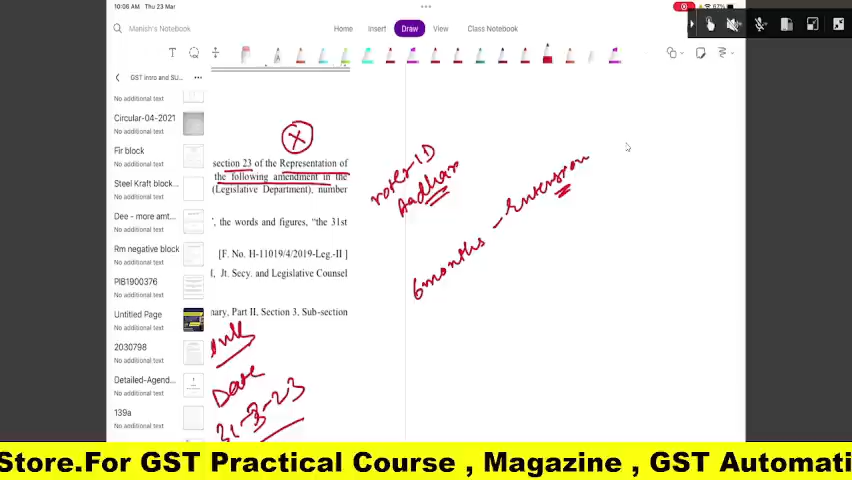 10:06 AM Thu 23 Mar
67%
Manish's Notebook
Home Insert Draw View Class Notebook
GST Intro and SU...
No additional text
Circular-04-2021
No additional text
Fir block
No additional text
Steel Kraft block...
No additional text
Dee - more amt...
No additional text
Rm negative block
No additional text
PIB1900376
No additional text
Untitled Page
No additional text
2030798
No additional text
Detailed-Agend...
No additional text
139a
No additional text
section 23 of the Representation of
the following amendment in the
(Legislative Department), number
", the words and figures, "the 31st
[F. No. H-11019/4/2019-Leg.-II ]
, Jt. Secy. and Legislative Counsel
nary, Part II, Section 3, Sub-section
Date
31-3-23
voter ID
Aadhar
6 months - Extension
Store.For GST Practical Course , Magazine , GST Automati